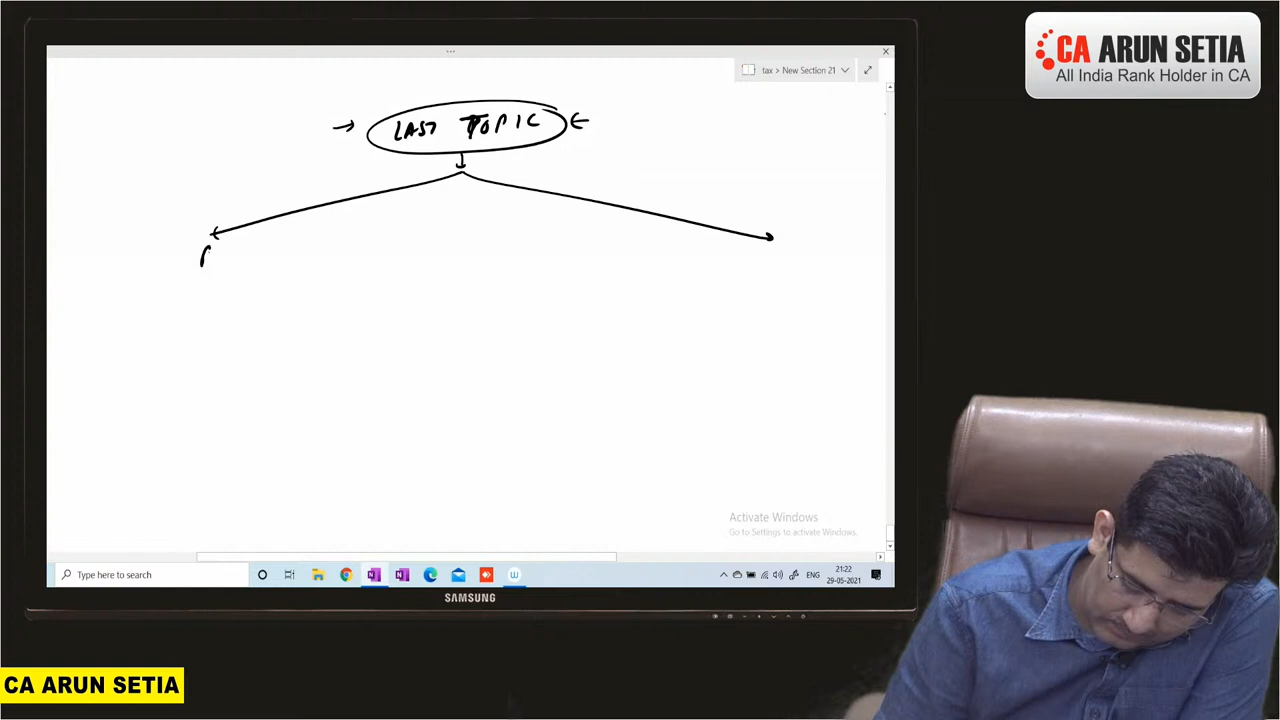 CA ARUN SETIA
All India Rank Holder in CA
tax > New Section 21
LAST TOPIC
Activate Windows
Go to Settings to activate Windows.
Type here to search
ENG
21:22
29-05-2021
SAMSUNG
CA ARUN SETIA